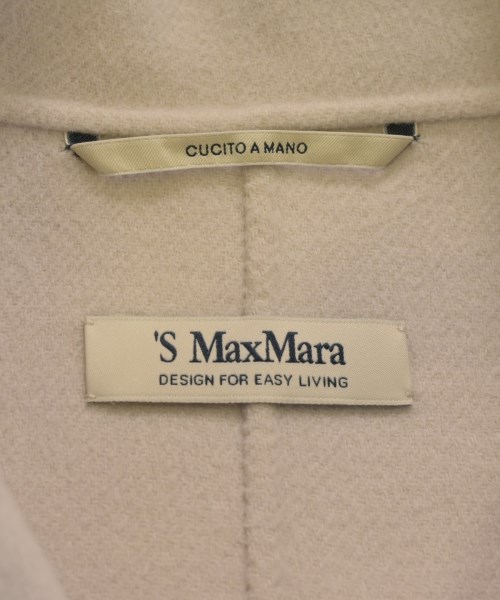 CUCITO A MANO
'S MaxMara
DESIGN FOR EASY LIVING